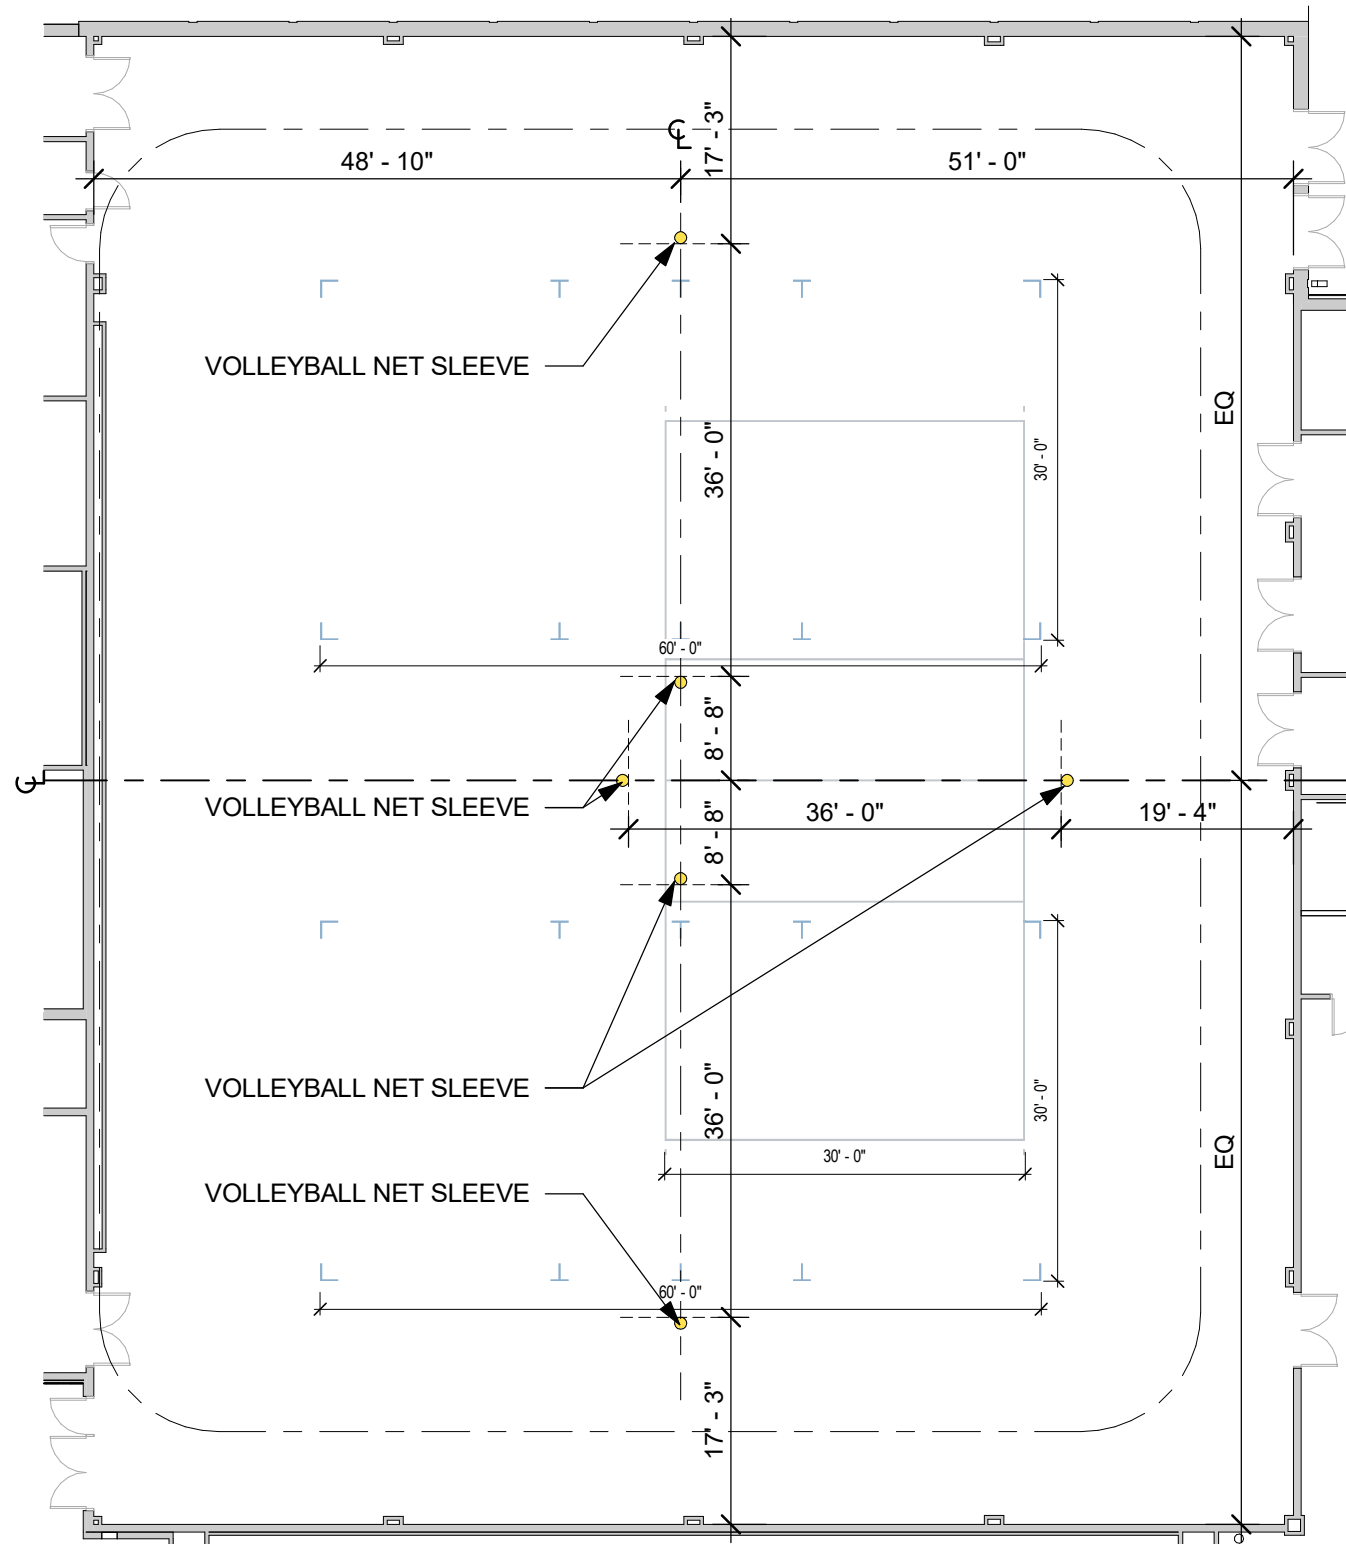 ℄
17' - 3"
48' - 10"
51' - 0"
VOLLEYBALL NET SLEEVE
EQ
36' - 0"
30' - 0"
60' - 0"
8' - 8"
℄
VOLLEYBALL NET SLEEVE
36' - 0"
19' - 4"
8' - 8"
VOLLEYBALL NET SLEEVE
36' - 0"
30' - 0"
EQ
30' - 0"
VOLLEYBALL NET SLEEVE
60' - 0"
17' - 3"